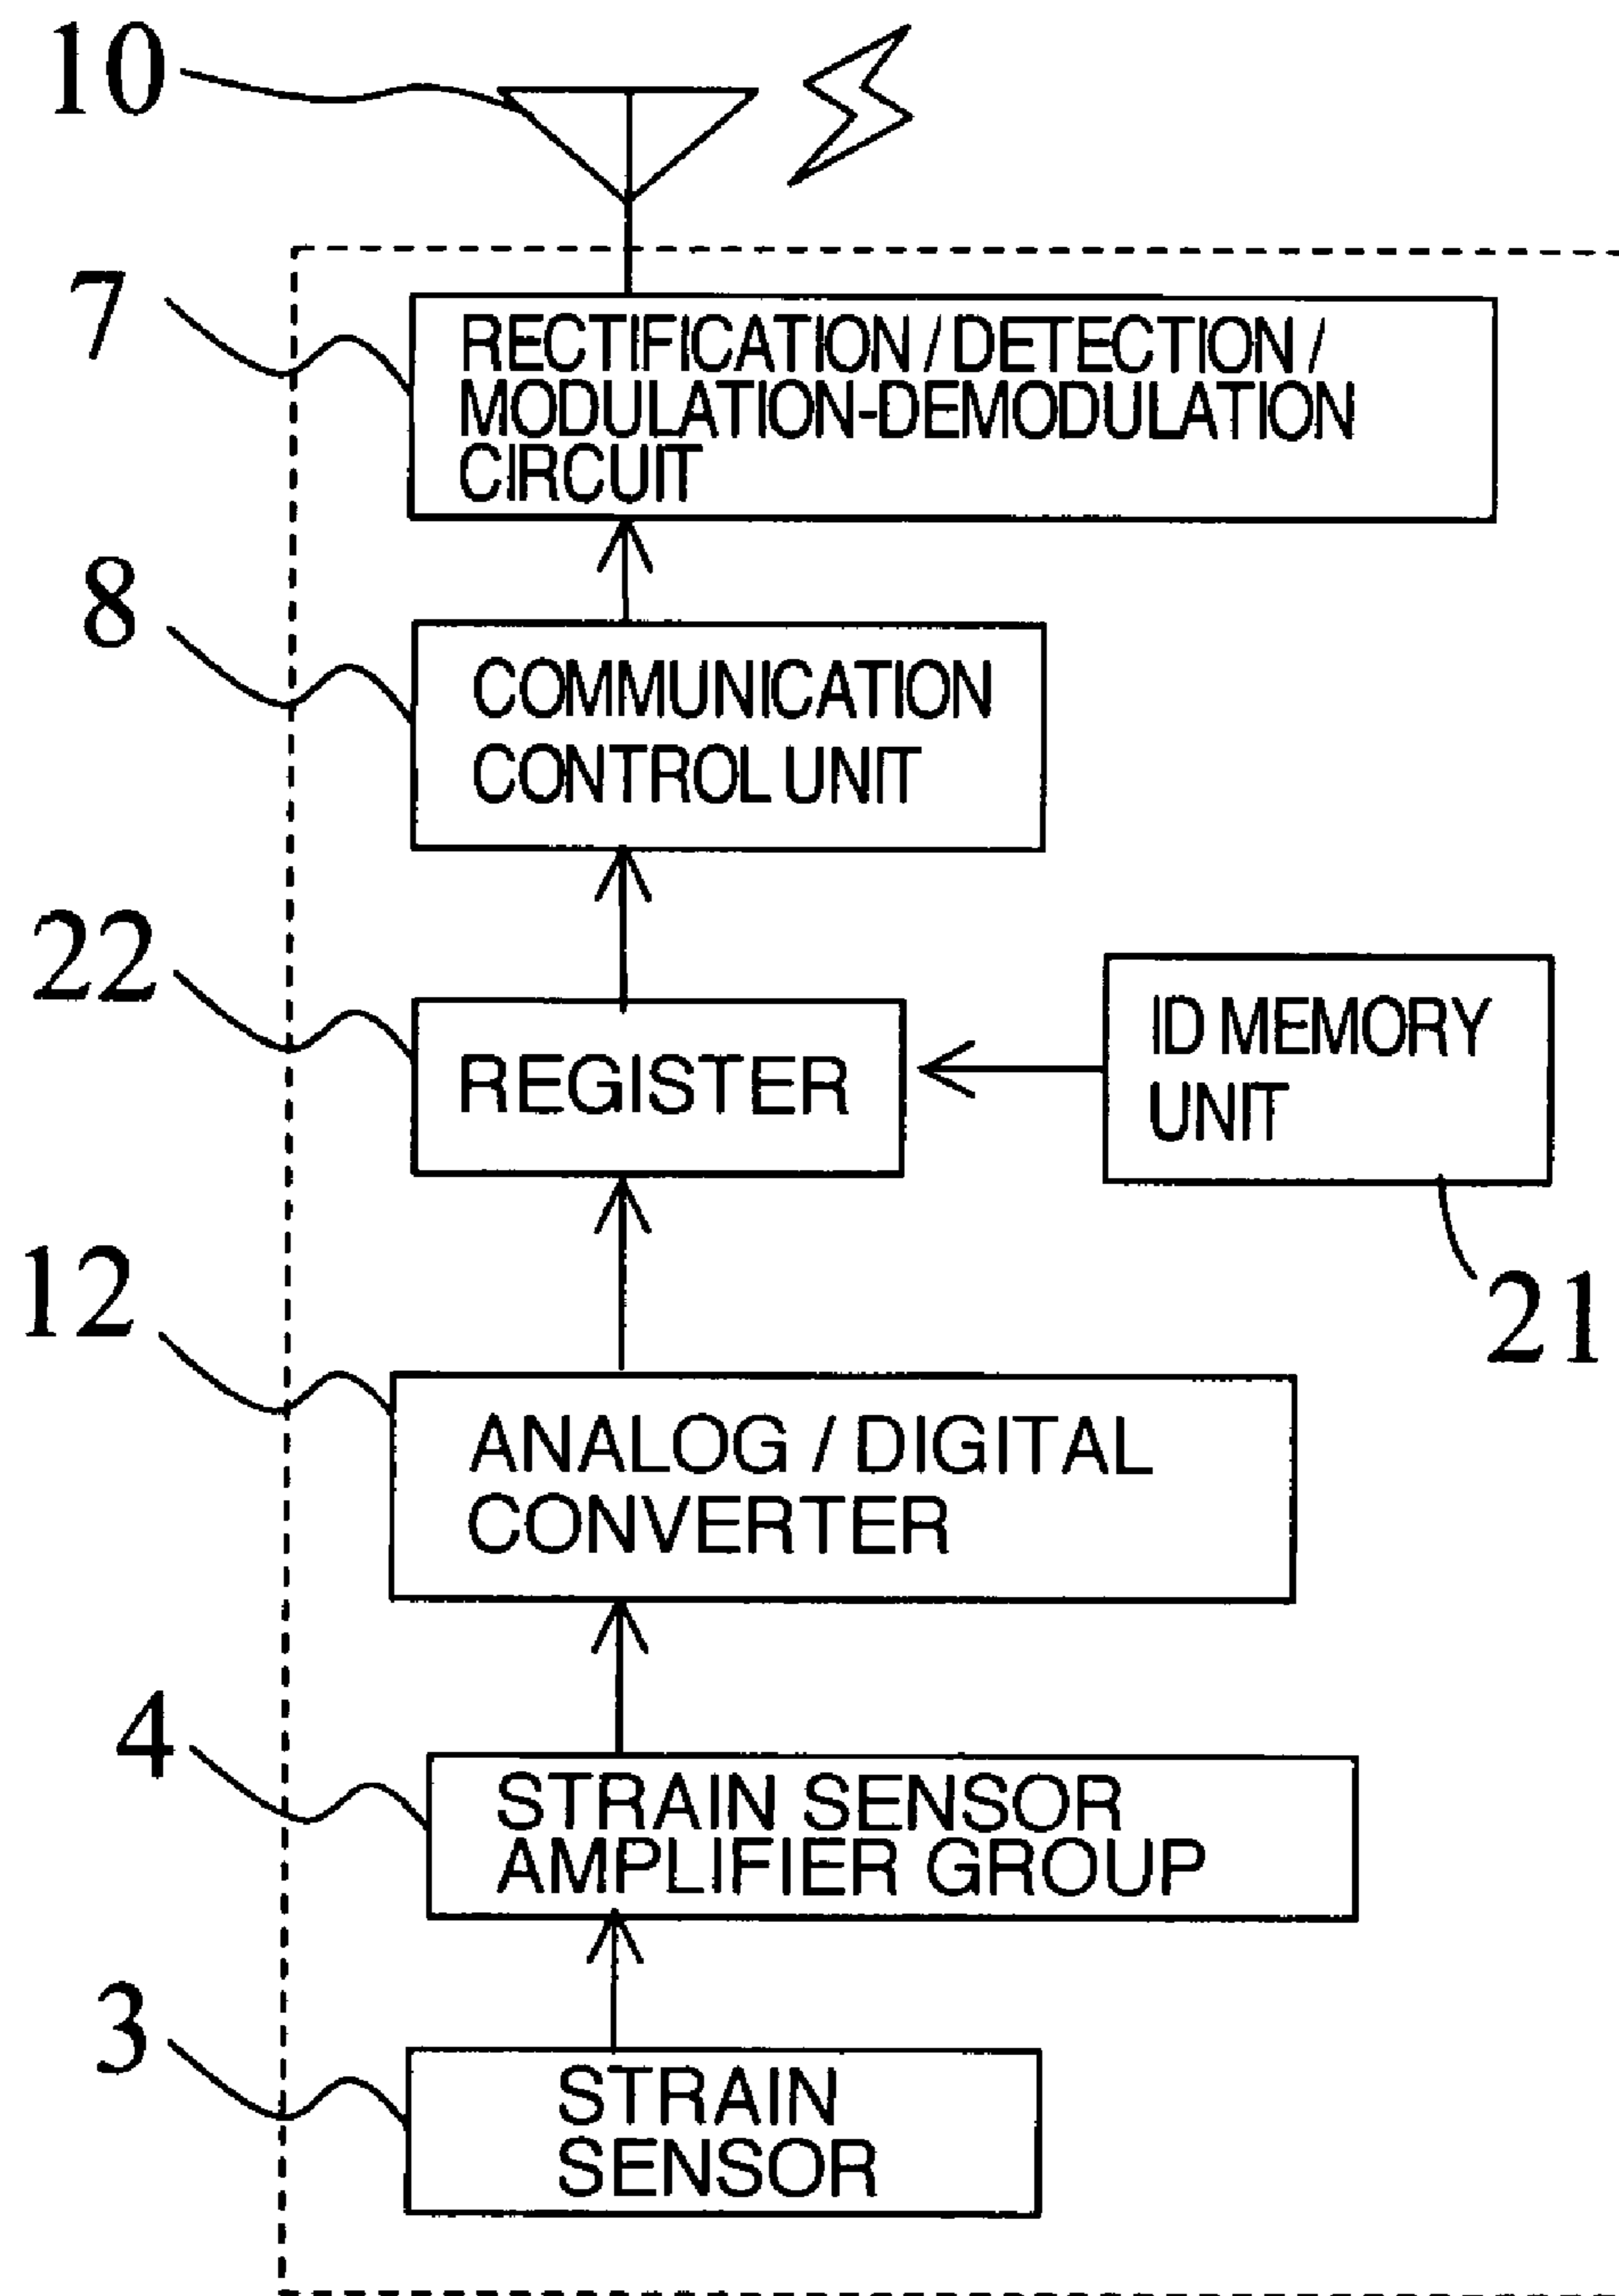 10
7
RECTIFICATION / DETECTION /
MODULATION-DEMODULATION
CIRCUIT
8
COMMUNICATION
CONTROL UNIT
22
REGISTER
ID MEMORY
UNIT
21
12
ANALOG / DIGITAL
CONVERTER
4
STRAIN SENSOR
AMPLIFIER GROUP
3
STRAIN
SENSOR